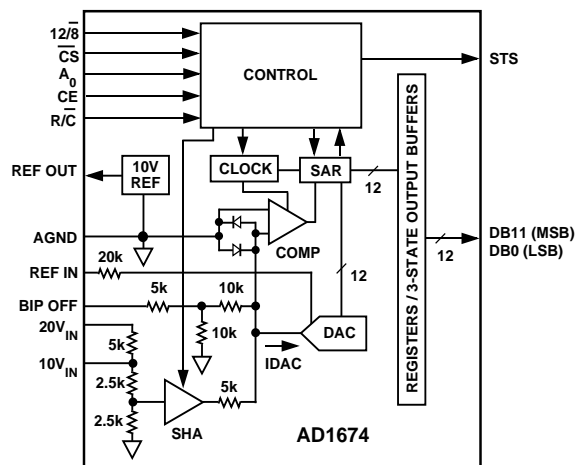 12/8̅
C̅S̅
A0
CE
R/C̅
CONTROL
STS
REF OUT
10V
REF
CLOCK
SAR
12
REGISTERS / 3-STATE OUTPUT BUFFERS
AGND
COMP
12
DB11 (MSB)
DB0 (LSB)
12
REF IN
20k
BIP OFF
5k
10k
10k
DAC
IDAC
20VIN
5k
10VIN
2.5k
2.5k
SHA
5k
AD1674